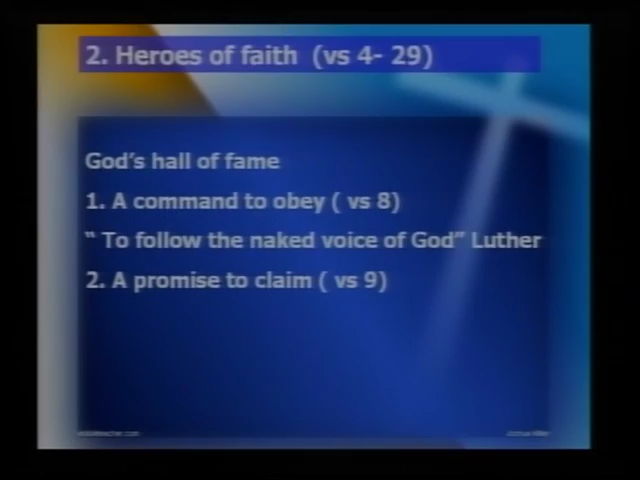 2. Heroes of faith (vs 4- 29)
God's hall of fame
1. A command to obey ( vs 8)
“ To follow the naked voice of God” Luther
2. A promise to claim ( vs 9)